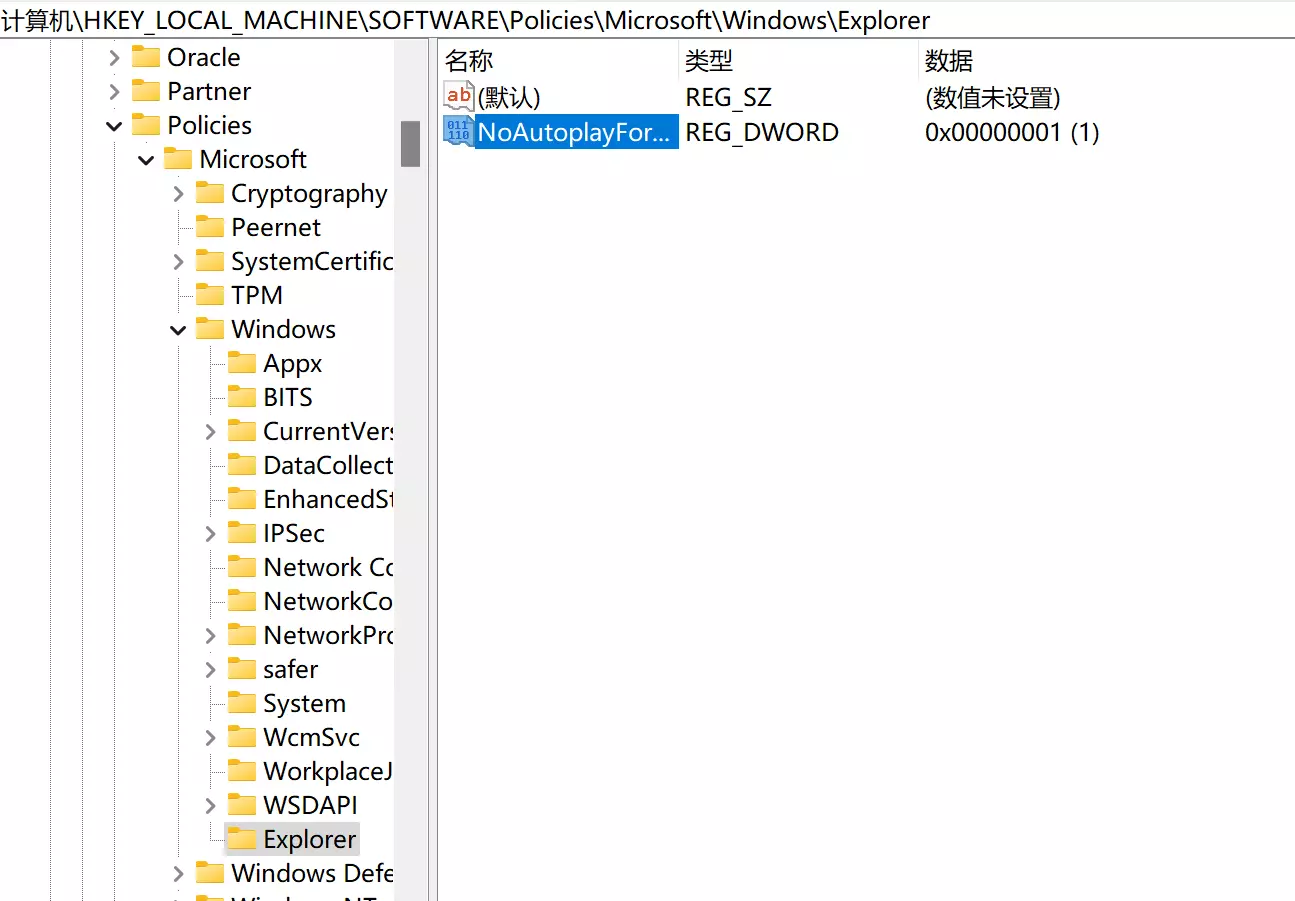 计算机\HKEY_LOCAL_MACHINE\SOFTWARE\Policies\Microsoft\Windows\Explorer
Oracle
Partner
Policies
Microsoft
Cryptography
Peernet
SystemCertific
TPM
Windows
Appx
BITS
CurrentVers
DataCollect
EnhancedSt
IPSec
Network Co
NetworkCo
NetworkPro
safer
System
WcmSvc
WorkplaceJ
WSDAPI
Explorer
Windows Defe
Windows NT
名称 类型 数据
(默认) REG_SZ (数值未设置)
NoAutoplayFor... REG_DWORD 0x00000001 (1)